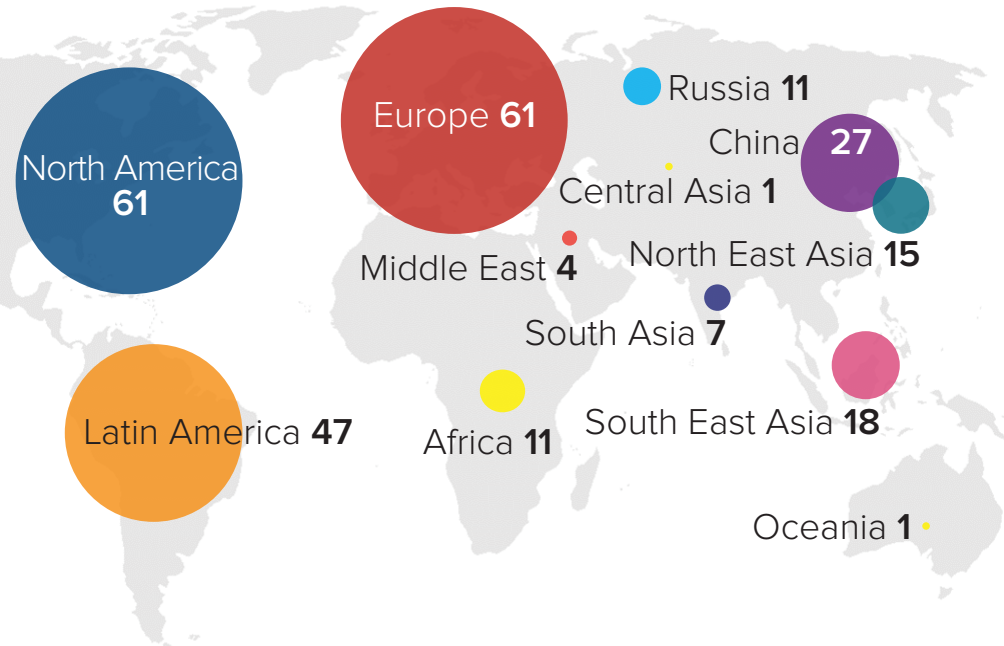 North America
61
Europe 61
Russia 11
China 27
Central Asia 1
North East Asia 15
Middle East 4
South Asia 7
Latin America 47
Africa 11
South East Asia 18
Oceania 1